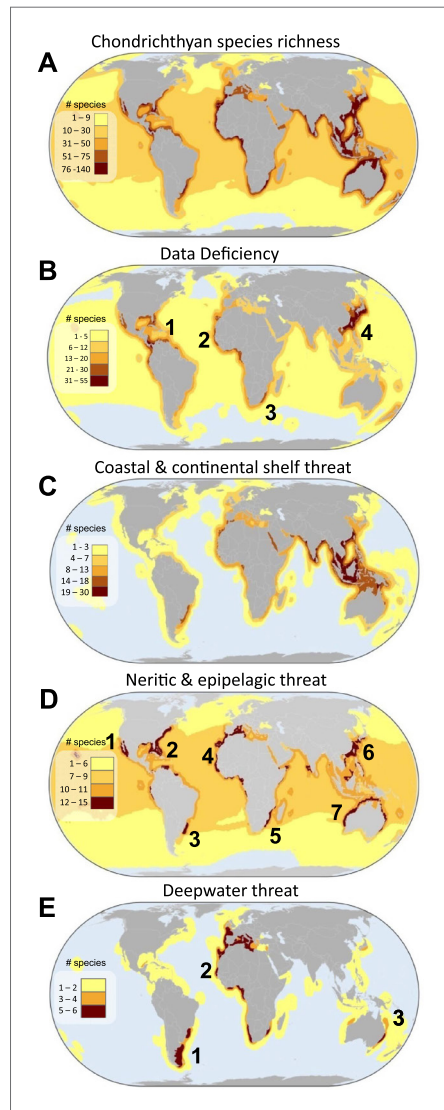 Chondrichthyan species richness
A
# species
1 – 9
10 – 30
31 – 50
51 – 75
76 -140
Data Deficiency
B
# species
1 - 5
6 – 12
13 – 20
21 - 30
31 – 55
1
2
3
4
Coastal & continental shelf threat
C
# species
1 - 3
4 – 7
8 – 13
14 – 18
19 – 30
Neritic & epipelagic threat
D
# species
1 – 6
7 – 9
10 – 11
12 – 15
1
2
3
4
5
6
7
Deepwater threat
E
# species
1 – 2
3 – 4
5 – 6
1
2
3